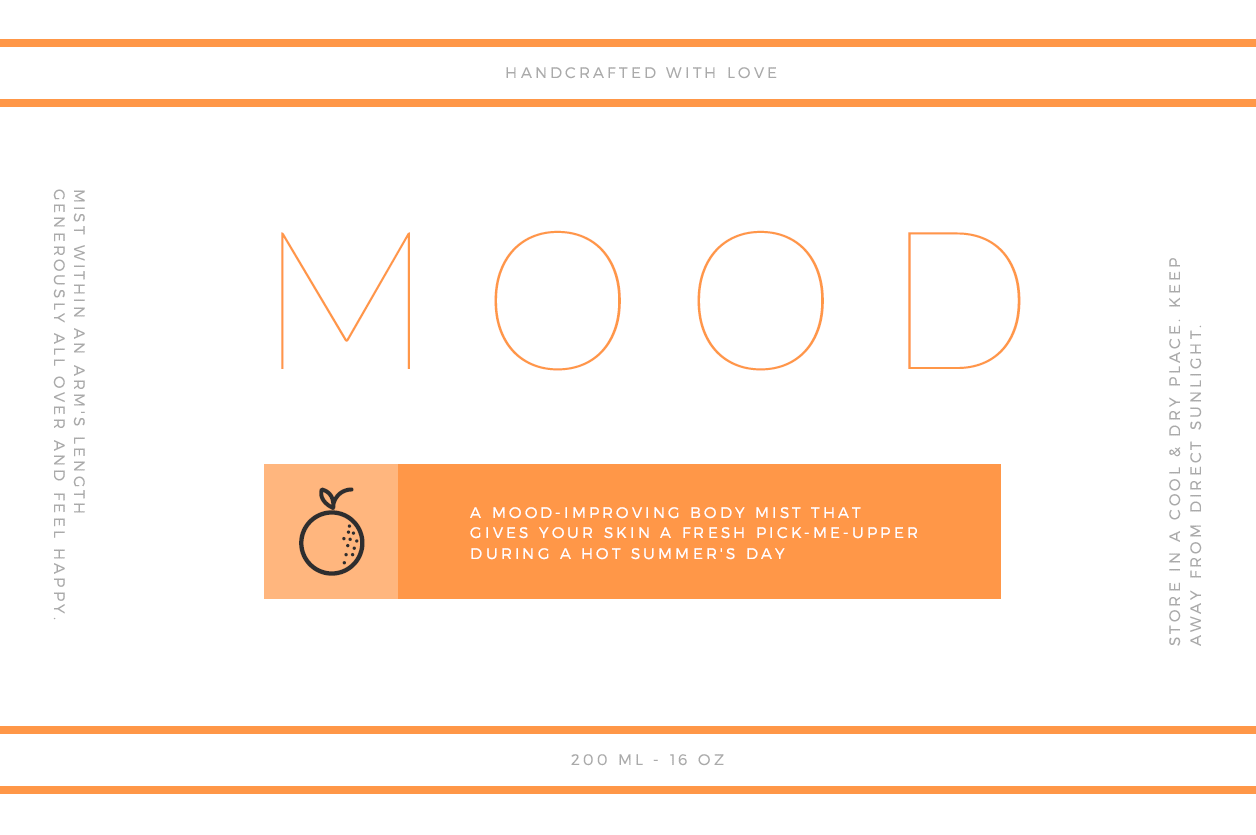 HANDCRAFTED WITH LOVE
MIST WITHIN AN ARM'S LENGTH
GENEROUSLY ALL OVER AND FEEL HAPPY.
MOOD
A MOOD-IMPROVING BODY MIST THAT
GIVES YOUR SKIN A FRESH PICK-ME-UPPER
DURING A HOT SUMMER'S DAY
STORE IN A COOL & DRY PLACE. KEEP
AWAY FROM DIRECT SUNLIGHT.
200 ML - 16 OZ